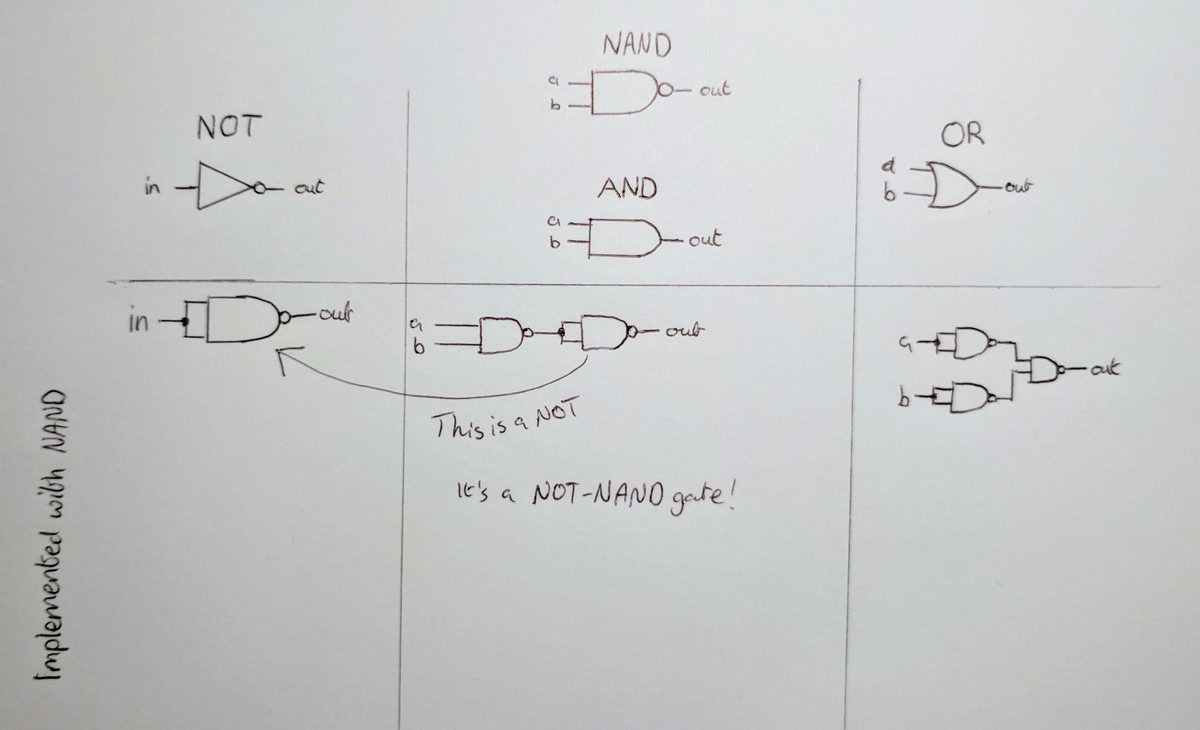 NAND
a
b
out
NOT
in
out
AND
a
b
out
OR
a
b
out
in
out
a
b
out
This is a NOT
It's a NOT-NAND gate!
a
b
out
Implemented with NAND